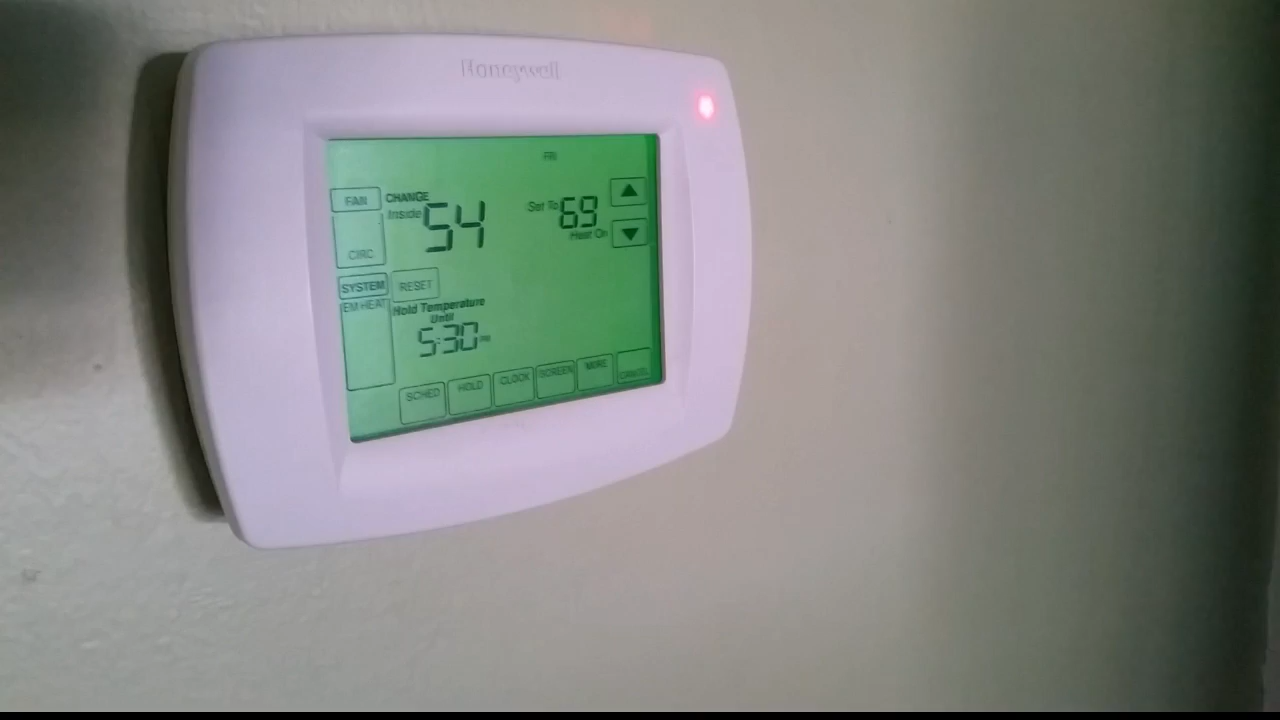 Honeywell
FRI
FAN
CHANGE
Inside 54
Set To 69
Heat On
CIRC
SYSTEM
RESET
EM HEAT
Hold Temperature
Until
5:30 PM
SCHED HOLD CLOCK SCREEN MORE CANCEL